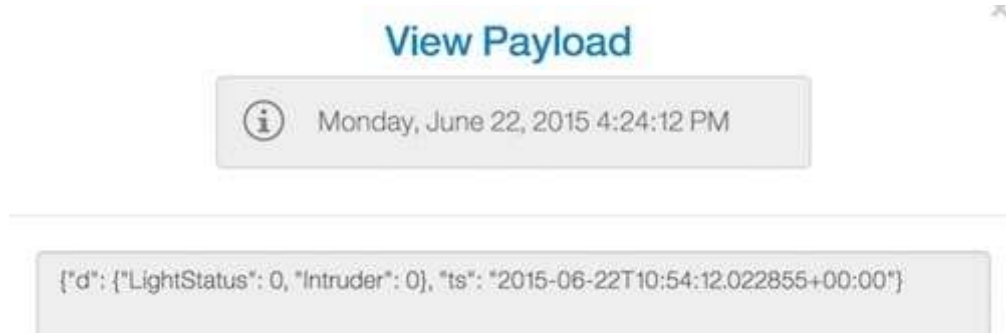 View Payload
Monday, June 22, 2015 4:24:12 PM
{"d": {"LightStatus": 0, "Intruder": 0}, "ts": "2015-06-22T10:54:12.022855+00:00"}